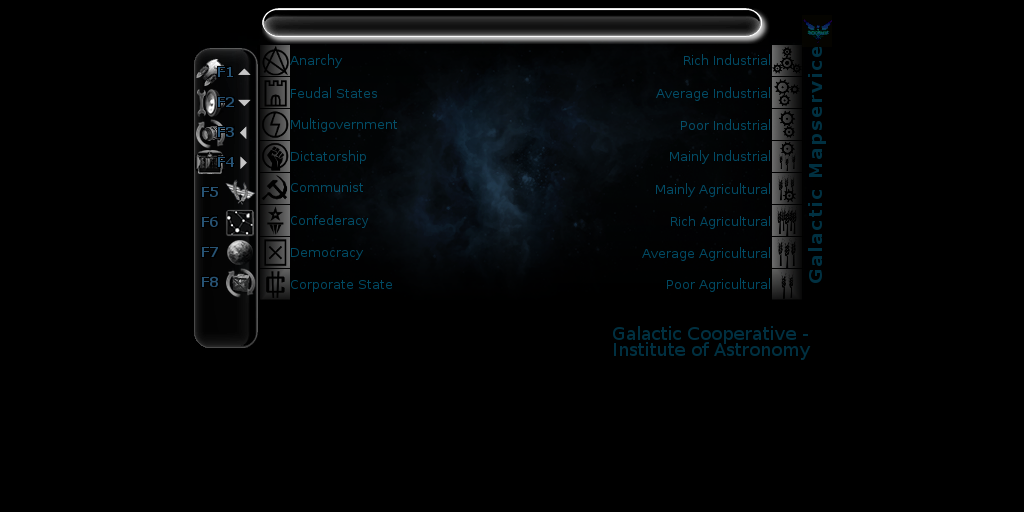 F1
F2
F3
F4
F5
F6
F7
F8
Anarchy
Feudal States
Multigovernment
Dictatorship
Communist
Confederacy
Democracy
Corporate State
Rich Industrial
Average Industrial
Poor Industrial
Mainly Industrial
Mainly Agricultural
Rich Agricultural
Average Agricultural
Poor Agricultural
Galactic Mapservice
Galactic Cooperative -
Institute of Astronomy